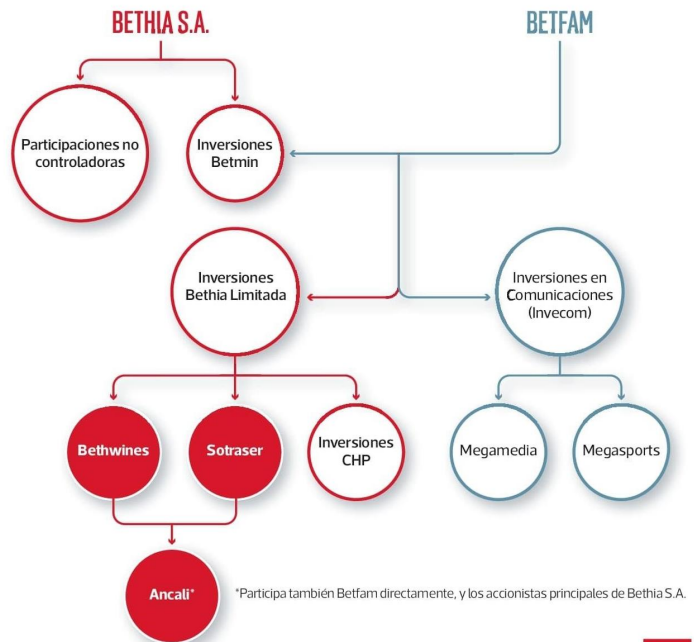 BETHIA S.A.
BETFAM
Participaciones no
controladoras
Inversiones
Betmin
Inversiones
Bethia Limitada
Inversiones en
Comunicaciones
(Invecom)
Bethwines
Sotraser
Inversiones
CHP
Megamedia
Megasports
Ancali*
*Participa también Betfam directamente, y los accionistas principales de Bethia S.A.